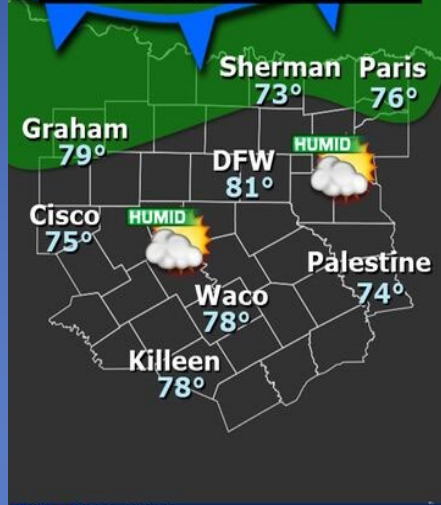 Sherman
73°
Paris
76°
Graham
79°
DFW
81°
HUMID
Cisco
75°
HUMID
Palestine
74°
Waco
78°
Killeen
78°